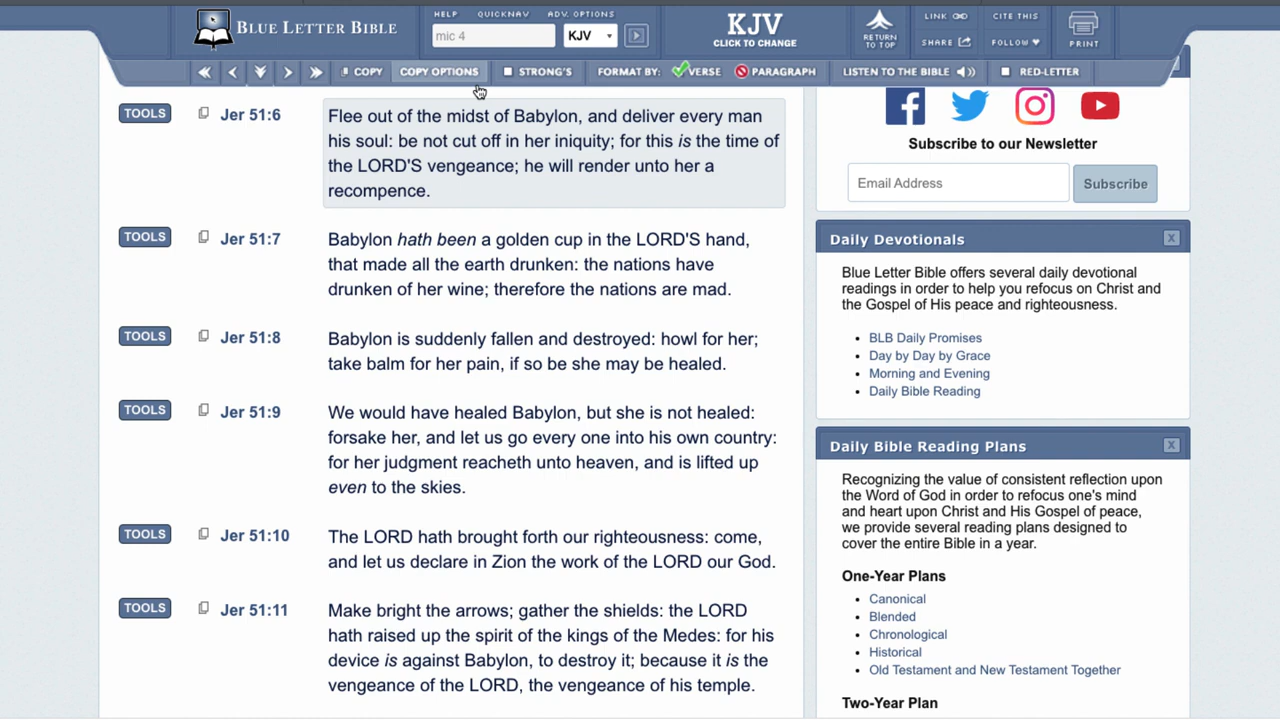 BLUE LETTER BIBLE
HELP QUICKNAV ADV. OPTIONS
mic 4 KJV
KJV
CLICK TO CHANGE
RETURN
TO TOP
LINK CITE THIS
SHARE FOLLOW
PRINT
COPY COPY OPTIONS STRONG'S FORMAT BY: VERSE PARAGRAPH LISTEN TO THE BIBLE RED-LETTER
TOOLS Jer 51:6 Flee out of the midst of Babylon, and deliver every man
his soul: be not cut off in her iniquity; for this is the time of
the LORD'S vengeance; he will render unto her a
recompence.
TOOLS Jer 51:7 Babylon hath been a golden cup in the LORD'S hand,
that made all the earth drunken: the nations have
drunken of her wine; therefore the nations are mad.
TOOLS Jer 51:8 Babylon is suddenly fallen and destroyed: howl for her;
take balm for her pain, if so be she may be healed.
TOOLS Jer 51:9 We would have healed Babylon, but she is not healed:
forsake her, and let us go every one into his own country:
for her judgment reacheth unto heaven, and is lifted up
even to the skies.
TOOLS Jer 51:10 The LORD hath brought forth our righteousness: come,
and let us declare in Zion the work of the LORD our God.
TOOLS Jer 51:11 Make bright the arrows; gather the shields: the LORD
hath raised up the spirit of the kings of the Medes: for his
device is against Babylon, to destroy it; because it is the
vengeance of the LORD, the vengeance of his temple.
Subscribe to our Newsletter
Email Address Subscribe
Daily Devotionals X
Blue Letter Bible offers several daily devotional
readings in order to help you refocus on Christ and
the Gospel of His peace and righteousness.
BLB Daily Promises
Day by Day by Grace
Morning and Evening
Daily Bible Reading
Daily Bible Reading Plans X
Recognizing the value of consistent reflection upon
the Word of God in order to refocus one's mind
and heart upon Christ and His Gospel of peace,
we provide several reading plans designed to
cover the entire Bible in a year.
One-Year Plans
Canonical
Blended
Chronological
Historical
Old Testament and New Testament Together
Two-Year Plan